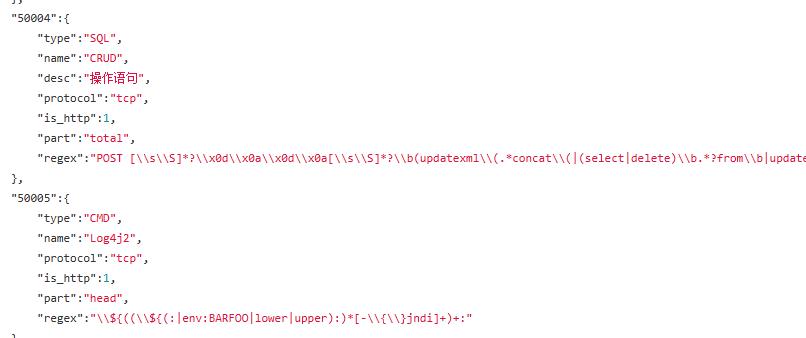 "50004":{
"type":"SQL",
"name":"CRUD",
"desc":"操作语句",
"protocol":"tcp",
"is_http":1,
"part":"total",
"regex":"POST [\\s\\S]*?\\x0d\\x0a\\x0d\\x0a[\\s\\S]*?\\b(updatexml\\(.*concat\\(|(select|delete)\\b.*?from\\b|update
},
"50005":{
"type":"CMD",
"name":"Log4j2",
"protocol":"tcp",
"is_http":1,
"part":"head",
"regex":"\\${((\\${(:|env:BARFOO|lower|upper):)*[-\\{\\}jndi]+)+:"